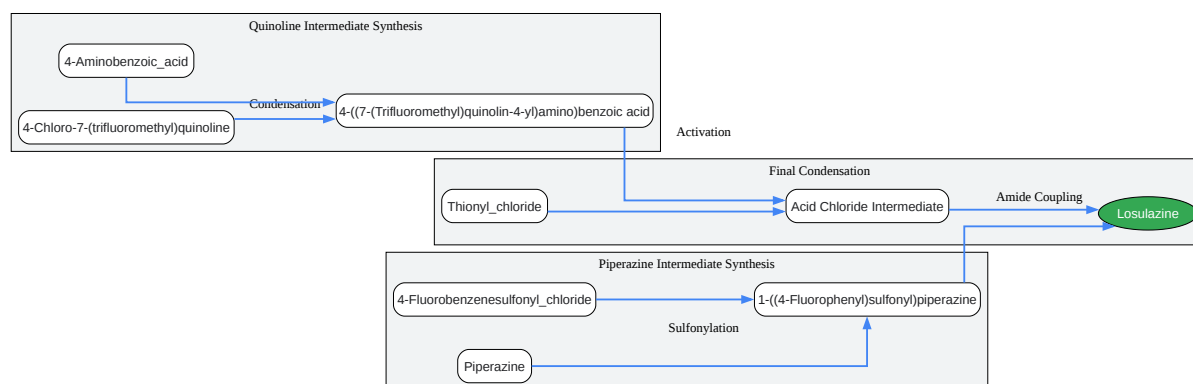 Quinoline Intermediate Synthesis
4-Aminobenzoic_acid
Condensation
4-Chloro-7-(trifluoromethyl)quinoline
4-((7-(Trifluoromethyl)quinolin-4-yl)amino)benzoic acid
Activation
Final Condensation
Thionyl_chloride
Acid Chloride Intermediate
Amide Coupling
Losulazine
Piperazine Intermediate Synthesis
4-Fluorobenzenesulfonyl_chloride
1-((4-Fluorophenyl)sulfonyl)piperazine
Sulfonylation
Piperazine